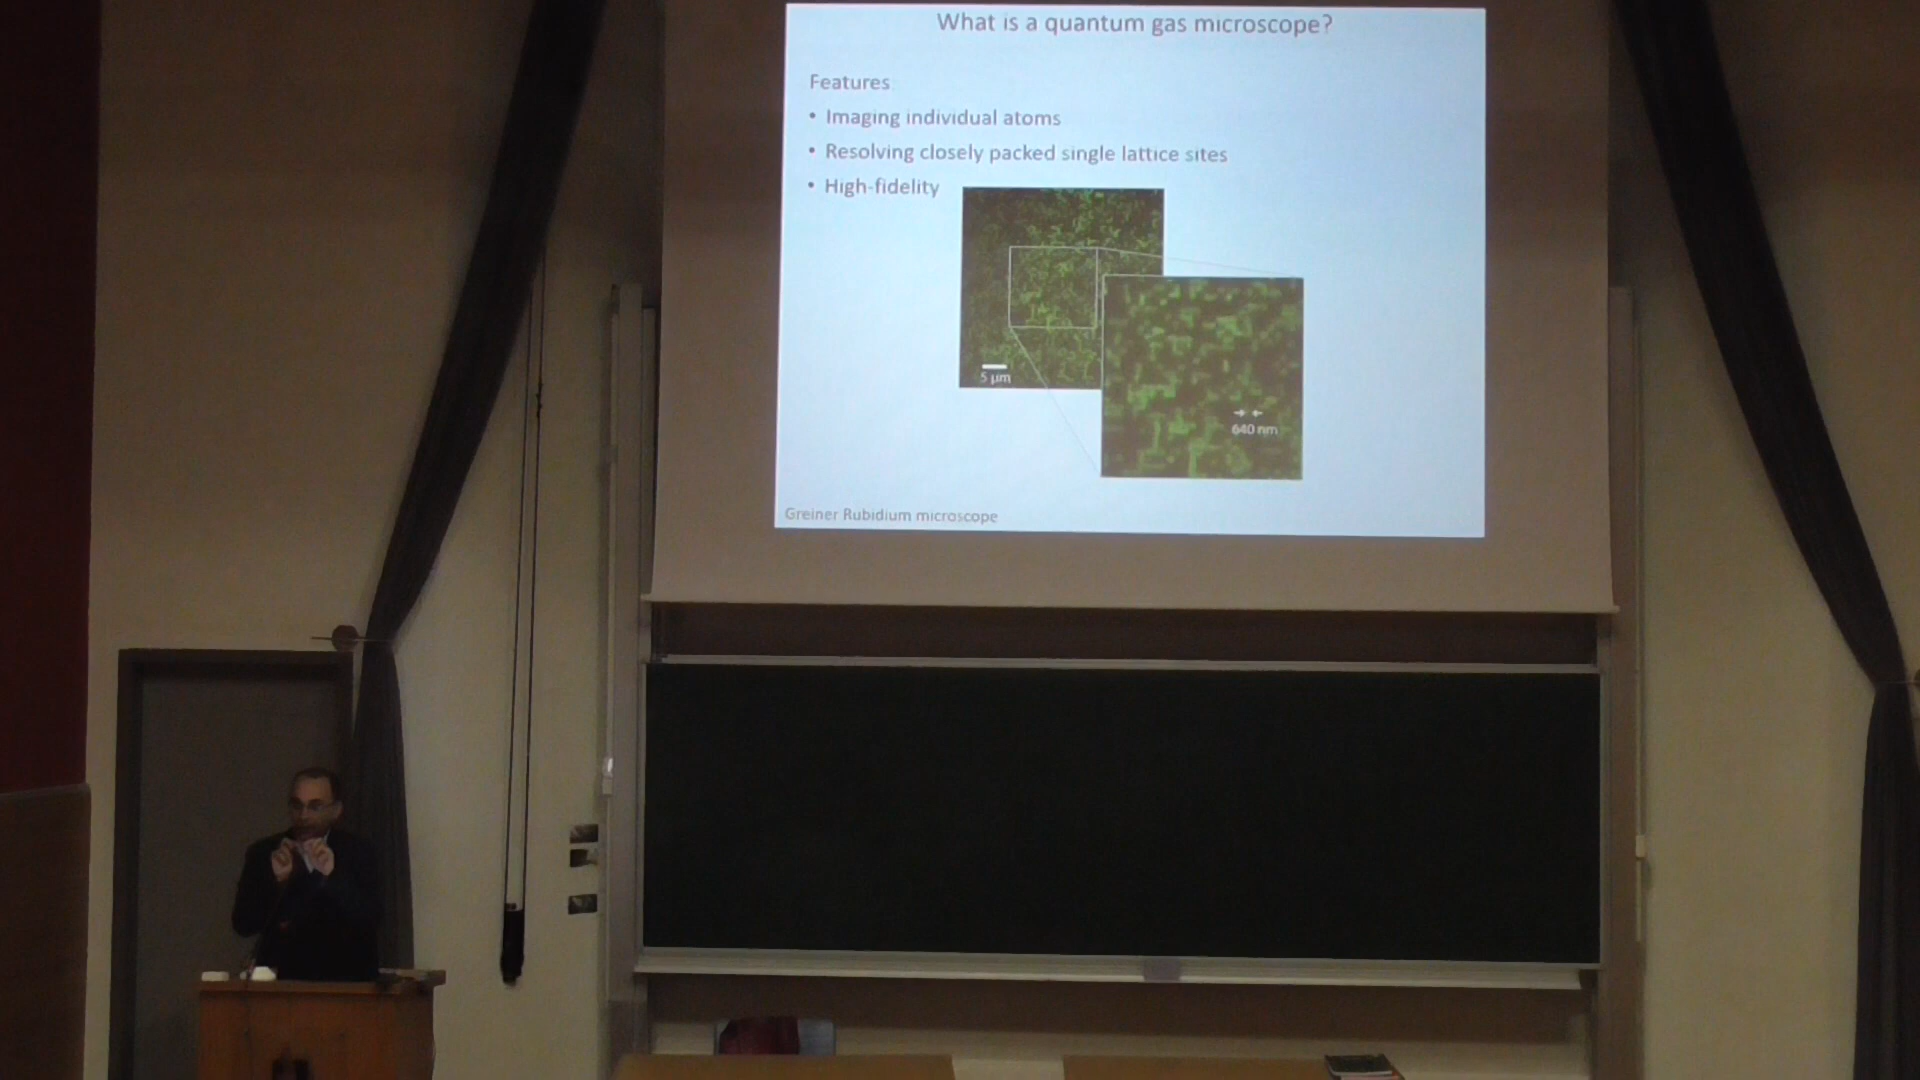 What is a quantum gas microscope?
Features
• Imaging individual atoms
• Resolving closely packed single lattice sites
• High-fidelity
5 µm
640 nm
Greiner Rubidium microscope